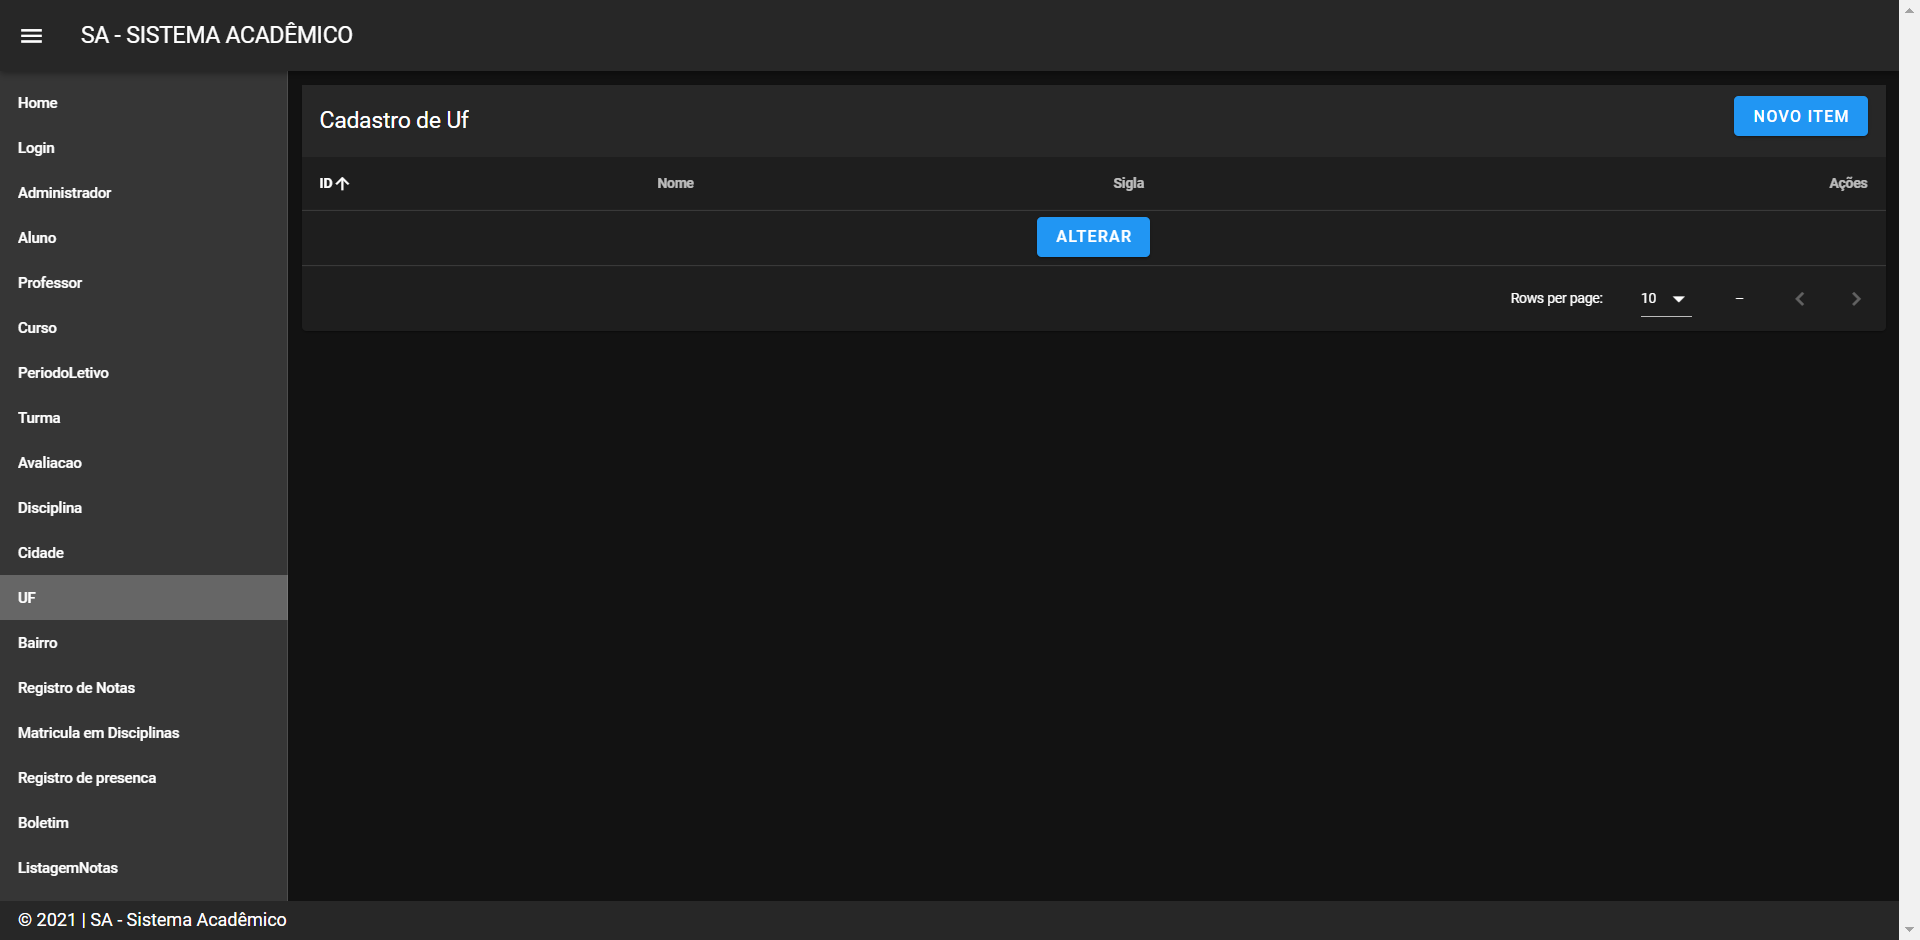 SA - SISTEMA ACADÊMICO
Home
Login
Administrador
Aluno
Professor
Curso
PeriodoLetivo
Turma
Avaliacao
Disciplina
Cidade
UF
Bairro
Registro de Notas
Matricula em Disciplinas
Registro de presenca
Boletim
ListagemNotas
Cadastro de Uf
NOVO ITEM
ID Nome Sigla Ações
ALTERAR
Rows per page: 10 –
© 2021 | SA - Sistema Acadêmico